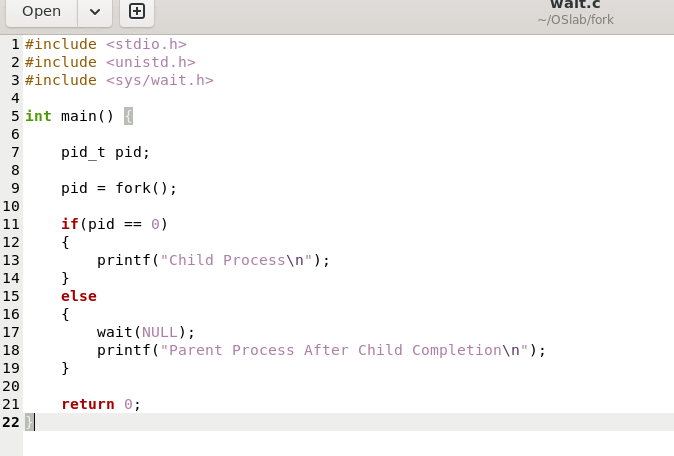 Open
wait.c
~/OSlab/fork
1 #include <stdio.h>
2 #include <unistd.h>
3 #include <sys/wait.h>
4
5 int main() {
6
7     pid_t pid;
8
9     pid = fork();
10
11     if(pid == 0)
12     {
13         printf("Child Process\n");
14     }
15     else
16     {
17         wait(NULL);
18         printf("Parent Process After Child Completion\n");
19     }
20
21     return 0;
22 }